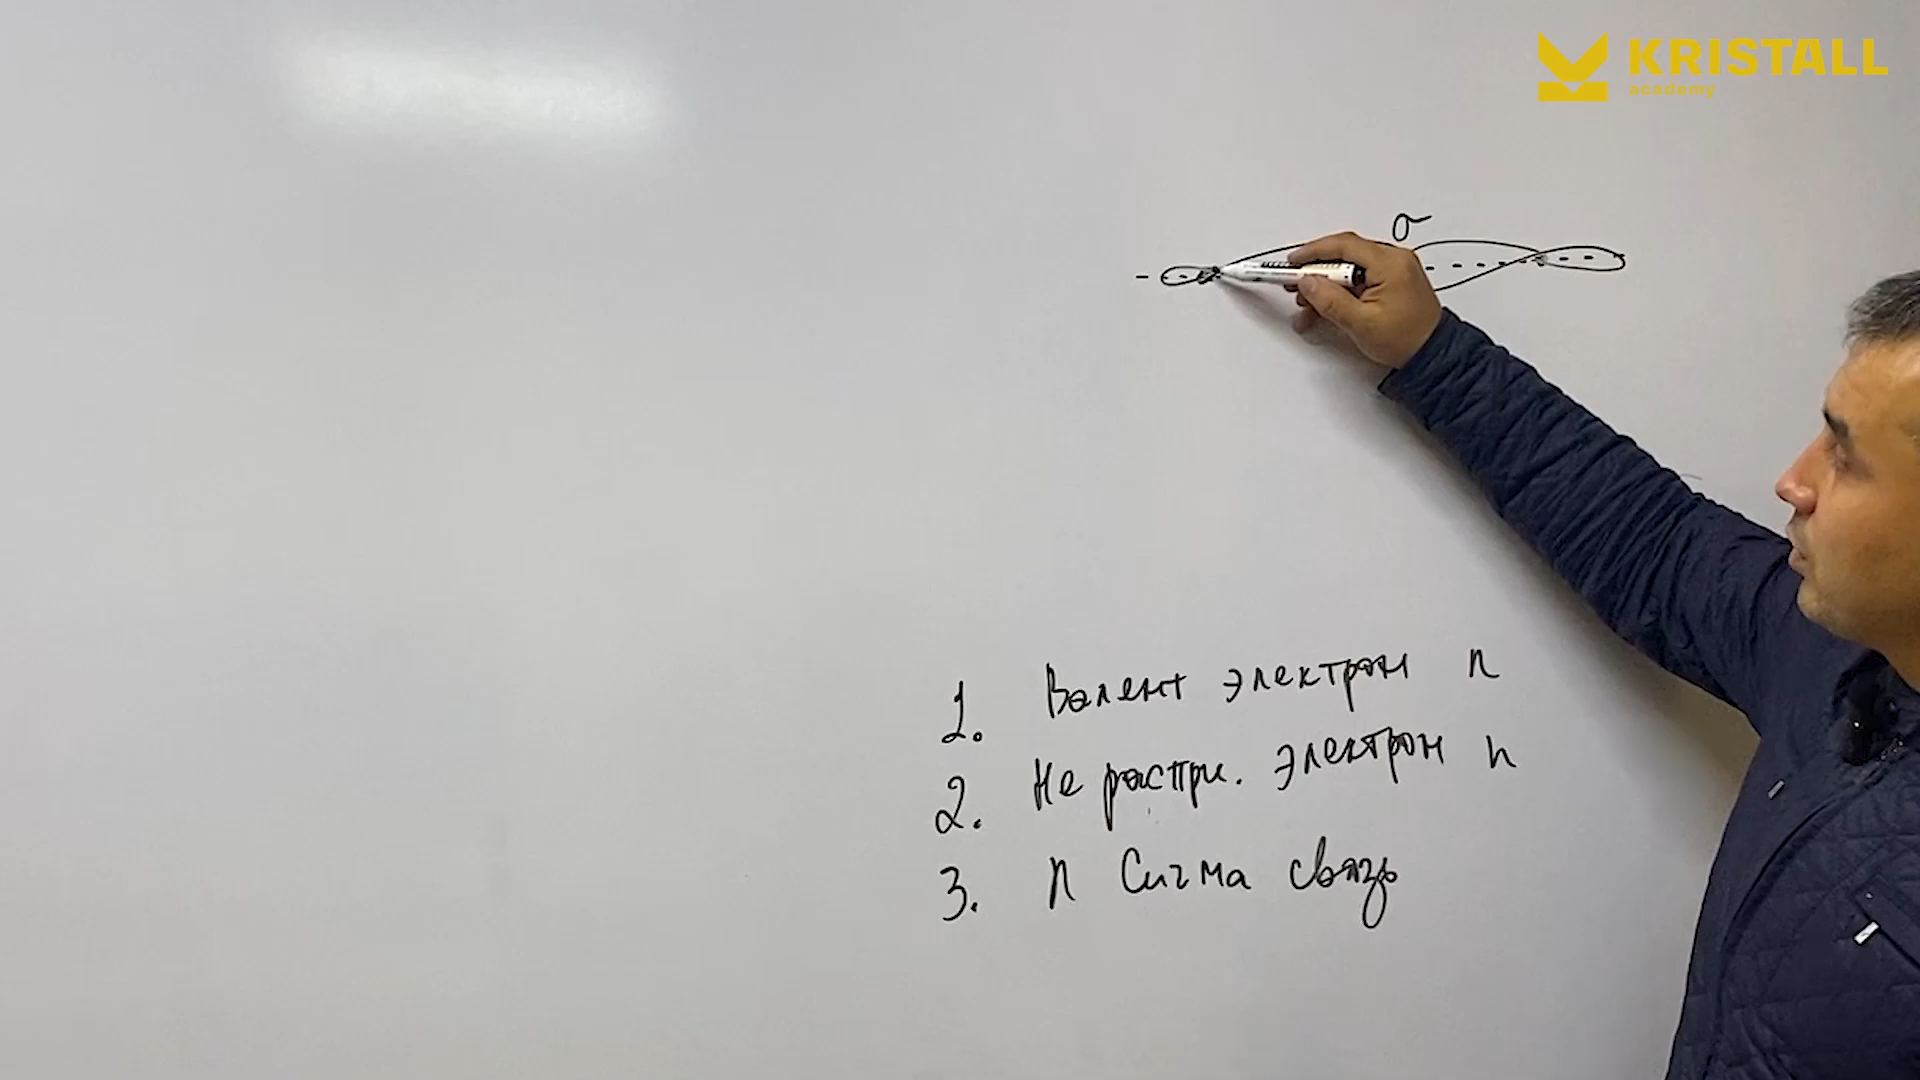 KRISTALL
academy
σ
1. Валент электрон n
2. Не распр. электрон n
3. n Сигма связь